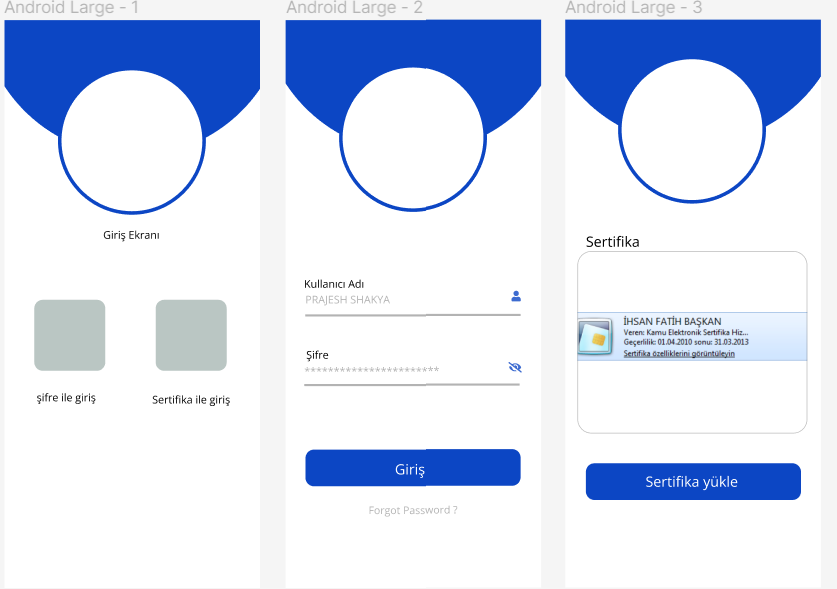 Android Large - 1
Giriş Ekranı
şifre ile giriş
Sertifika ile giriş
Android Large - 2
Kullanıcı Adı
PRAJESH SHAKYA
Şifre
***********************
Giriş
Forgot Password ?
Android Large - 3
Sertifika
İHSAN FATİH BAŞKAN
Veren: Kamu Elektronik Sertifika Hiz...
Geçerlilik: 01.04.2010 sonu: 31.03.2013
Sertifika özelliklerini görüntüleyin
Sertifika yükle